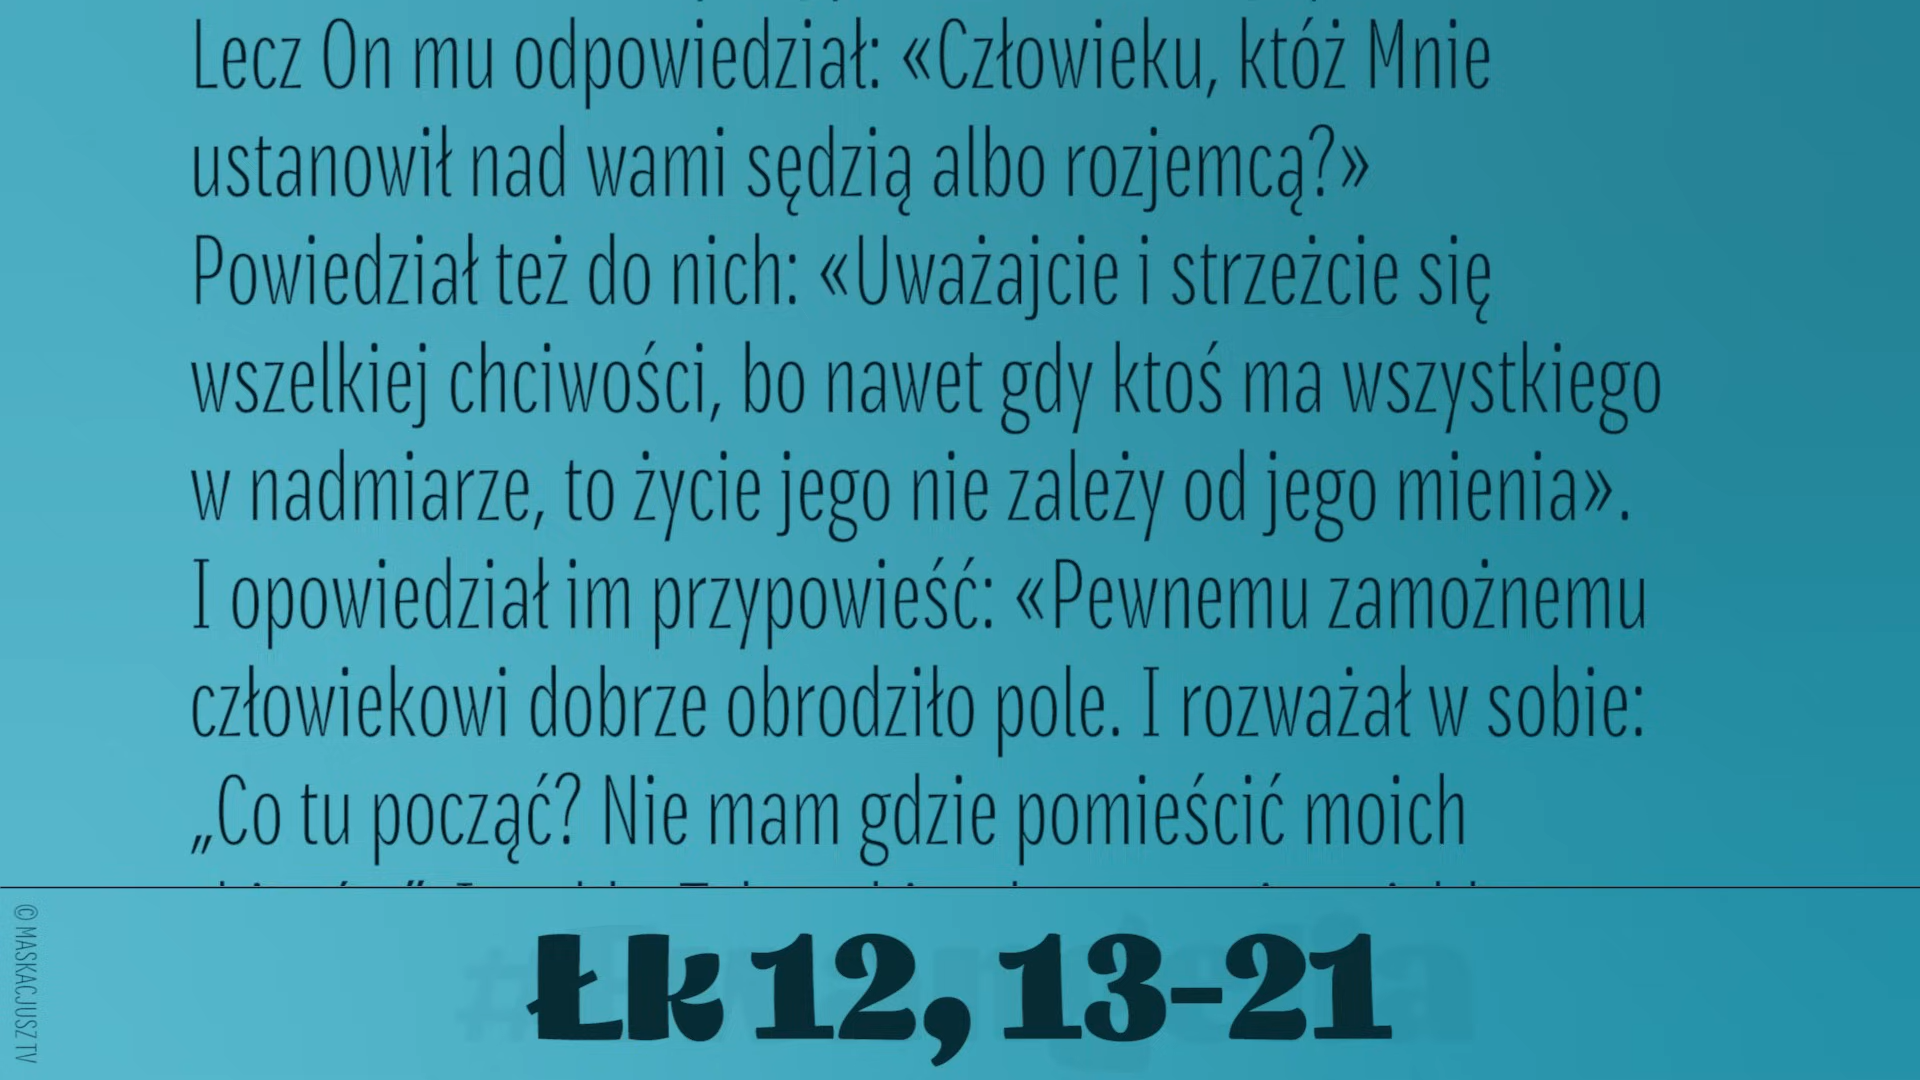 Lecz On mu odpowiedział: «Człowieku, któż Mnie
ustanowił nad wami sędzią albo rozjemcą?»
Powiedział też do nich: «Uważajcie i strzeżcie się
wszelkiej chciwości, bo nawet gdy ktoś ma wszystkiego
w nadmiarze, to życie jego nie zależy od jego mienia».
I opowiedział im przypowieść: «Pewnemu zamożnemu
człowiekowi dobrze obrodziło pole. I rozważał w sobie:
„Co tu począć? Nie mam gdzie pomieścić moich
Łk 12, 13-21
© MASKACJUSZ TV